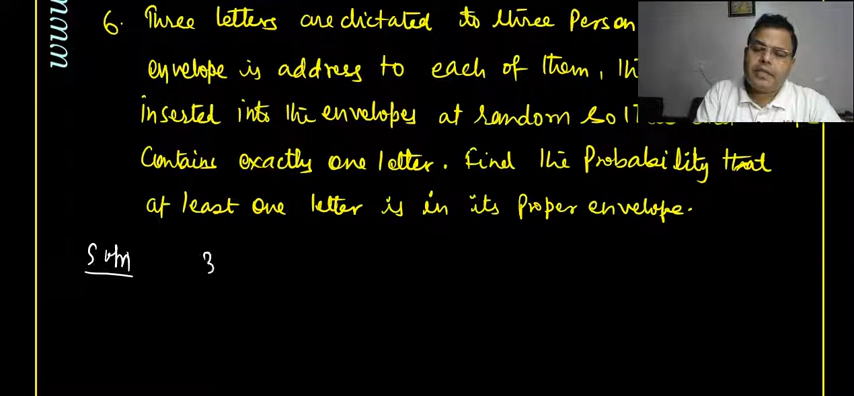 www
6. Three letters are dictated to three Person
envelope is address to each of them, the
inserted into the envelopes at random so
Contains exactly one letter. Find the Probability that
at least one letter is in its proper envelope.
Soln 3